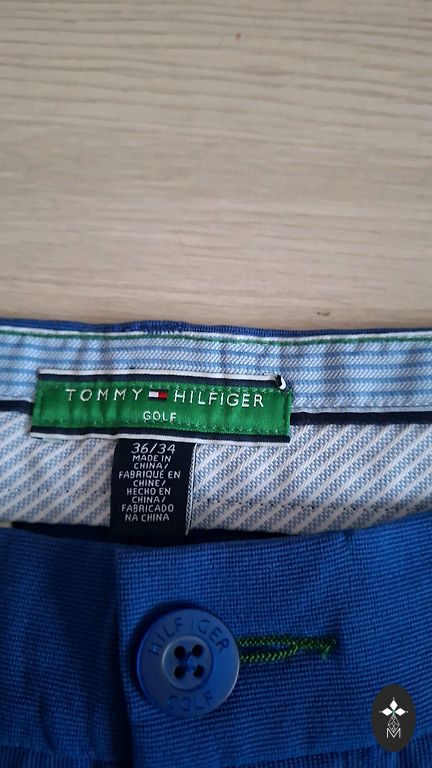 TOMMY HILFIGER
GOLF
36/34
MADE IN
CHINA/
FABRIQUÉ EN
CHINE/
HECHO EN
CHINA/
FABRICADO
NA CHINA
HILFIGER
GOLF
M